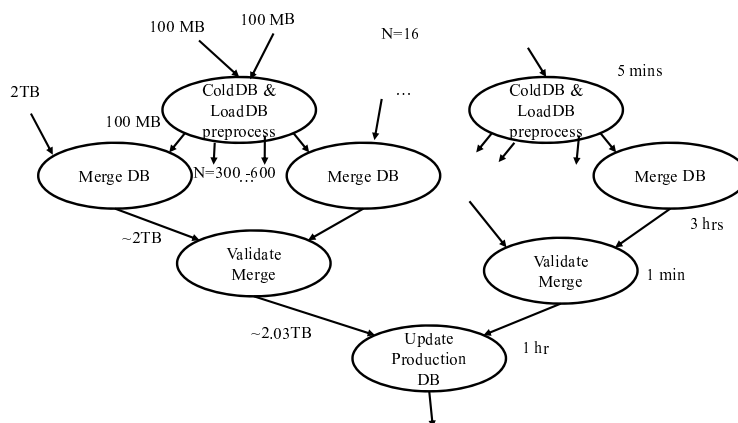 100 MB
100 MB
N=16
2TB
ColdDB &
LoadDB
preprocess
...
ColdDB &
LoadDB
preprocess
5 mins
100 MB
Merge DB
N=300 -600
...
Merge DB
Merge DB
3 hrs
~2TB
Validate
Merge
Validate
Merge
1 min
~2.03TB
Update
Production
DB
1 hr